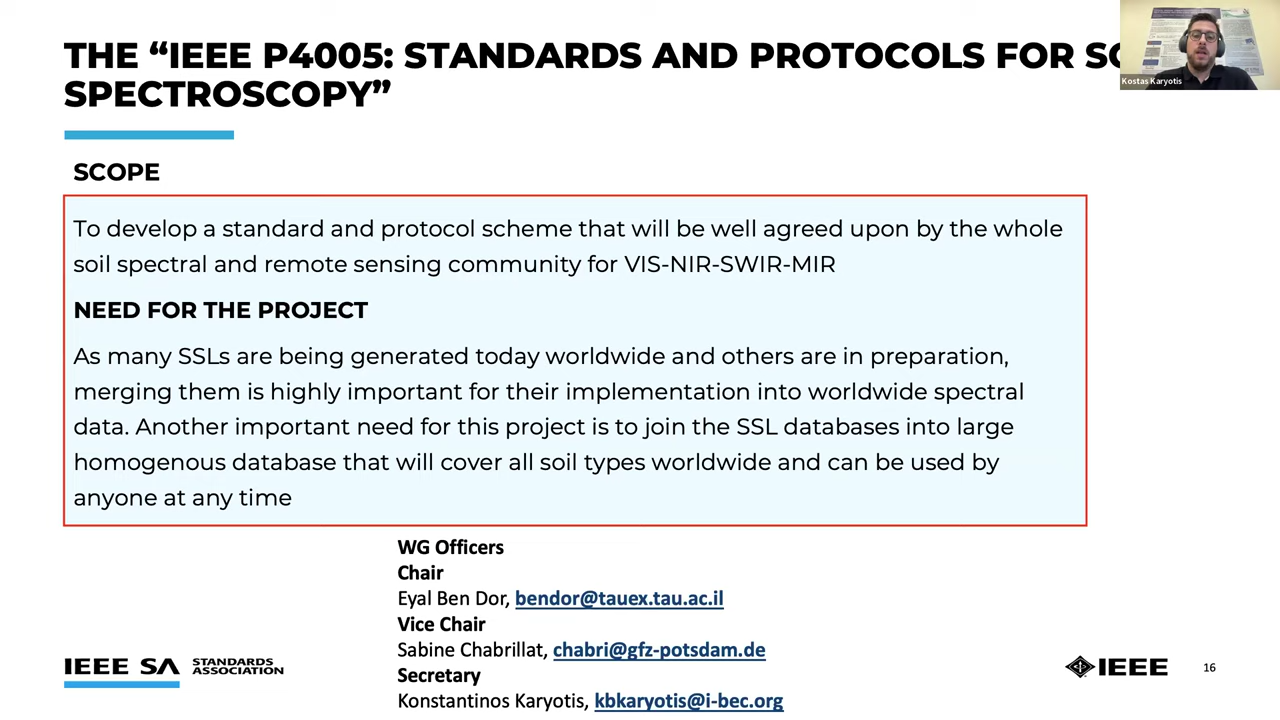 THE “IEEE P4005: STANDARDS AND PROTOCOLS FOR
SPECTROSCOPY”
Kostas Karyotis
SCOPE
To develop a standard and protocol scheme that will be well agreed upon by the whole
soil spectral and remote sensing community for VIS-NIR-SWIR-MIR
NEED FOR THE PROJECT
As many SSLs are being generated today worldwide and others are in preparation,
merging them is highly important for their implementation into worldwide spectral
data. Another important need for this project is to join the SSL databases into large
homogenous database that will cover all soil types worldwide and can be used by
anyone at any time
WG Officers
Chair
Eyal Ben Dor, bendor@tauex.tau.ac.il
Vice Chair
Sabine Chabrillat, chabri@gfz-potsdam.de
Secretary
Konstantinos Karyotis, kbkaryotis@i-bec.org
IEEE SA STANDARDS
ASSOCIATION
IEEE
16